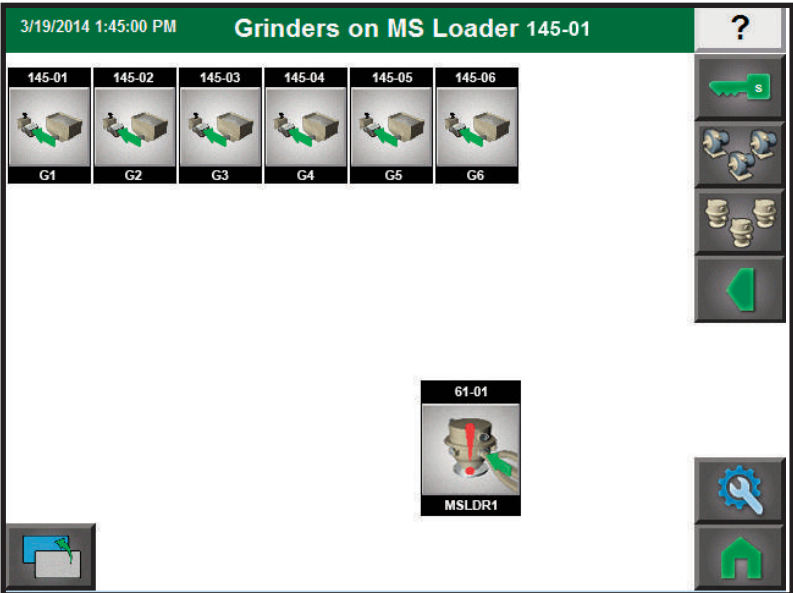 3/19/2014 1:45:00 PM Grinders on MS Loader 145-01 ?
145-01 145-02 145-03 145-04 145-05 145-06
S
G1 G2 G3 G4 G5 G6
61-01
MSLDR1